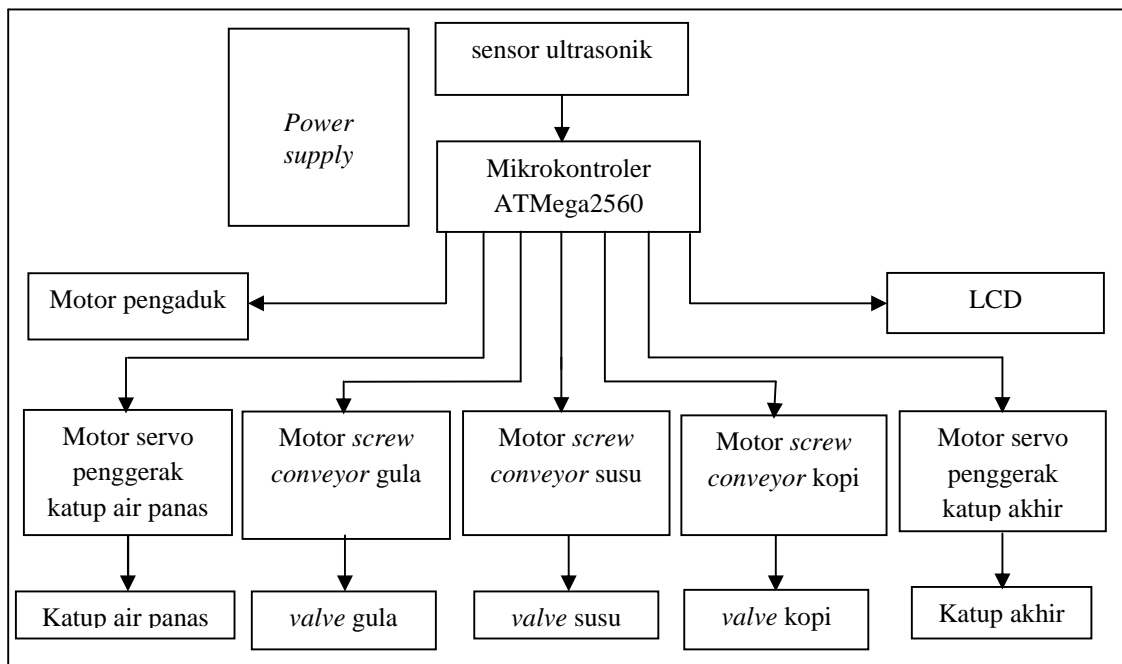 sensor ultrasonik
Power
supply
Mikrokontroler
ATMega2560
Motor pengaduk
LCD
Motor servo
penggerak
katup air panas
Motor screw
conveyor gula
Motor screw
conveyor susu
Motor screw
conveyor kopi
Motor servo
penggerak
katup akhir
Katup air panas
valve gula
valve susu
valve kopi
Katup akhir